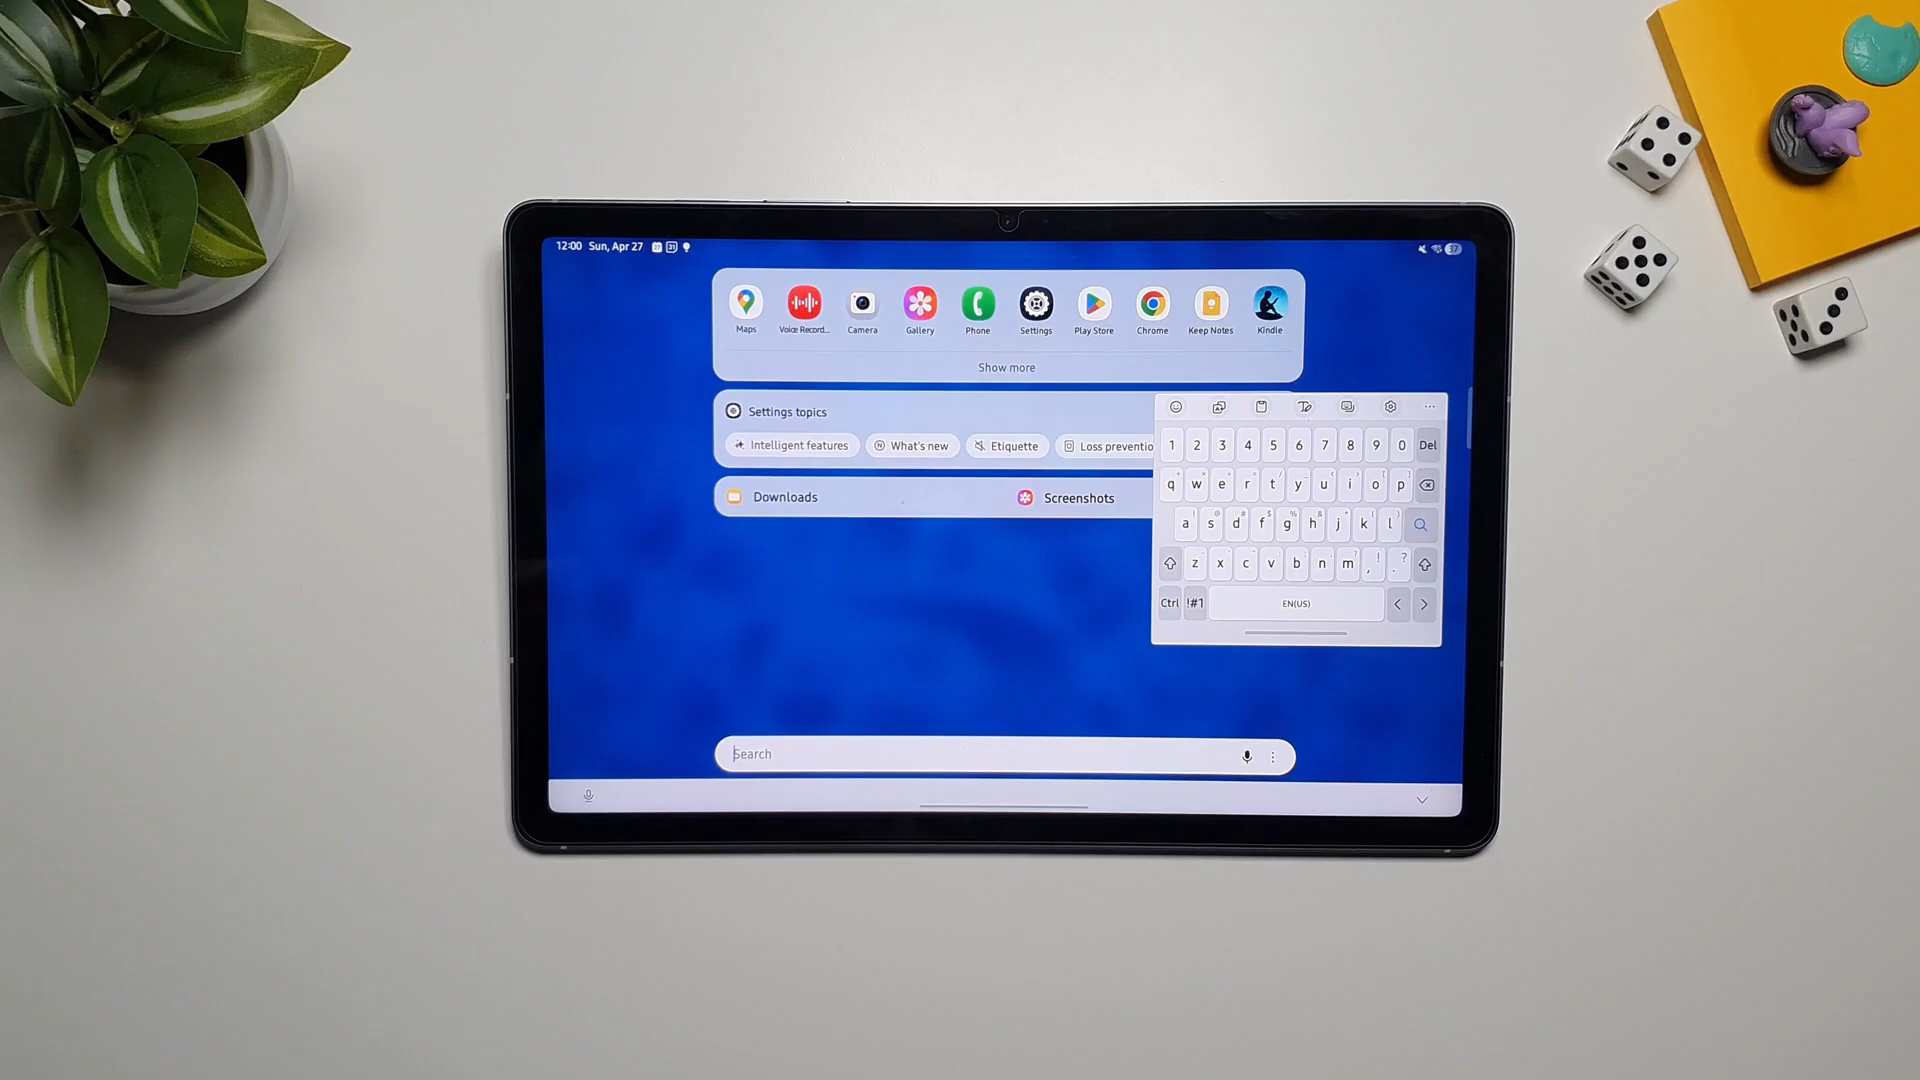 12:00 Sun, Apr 27
37
Maps Voice Record... Camera Gallery Phone Settings Play Store Chrome Keep Notes Kindle
Show more
Settings topics
Intelligent features What's new Etiquette Loss preventio
Downloads Screenshots
1 2 3 4 5 6 7 8 9 0 Del
q w e r t y u i o p
a s d f g h j k l
z x c v b n m , .
Ctrl !#1 EN(US)
Search